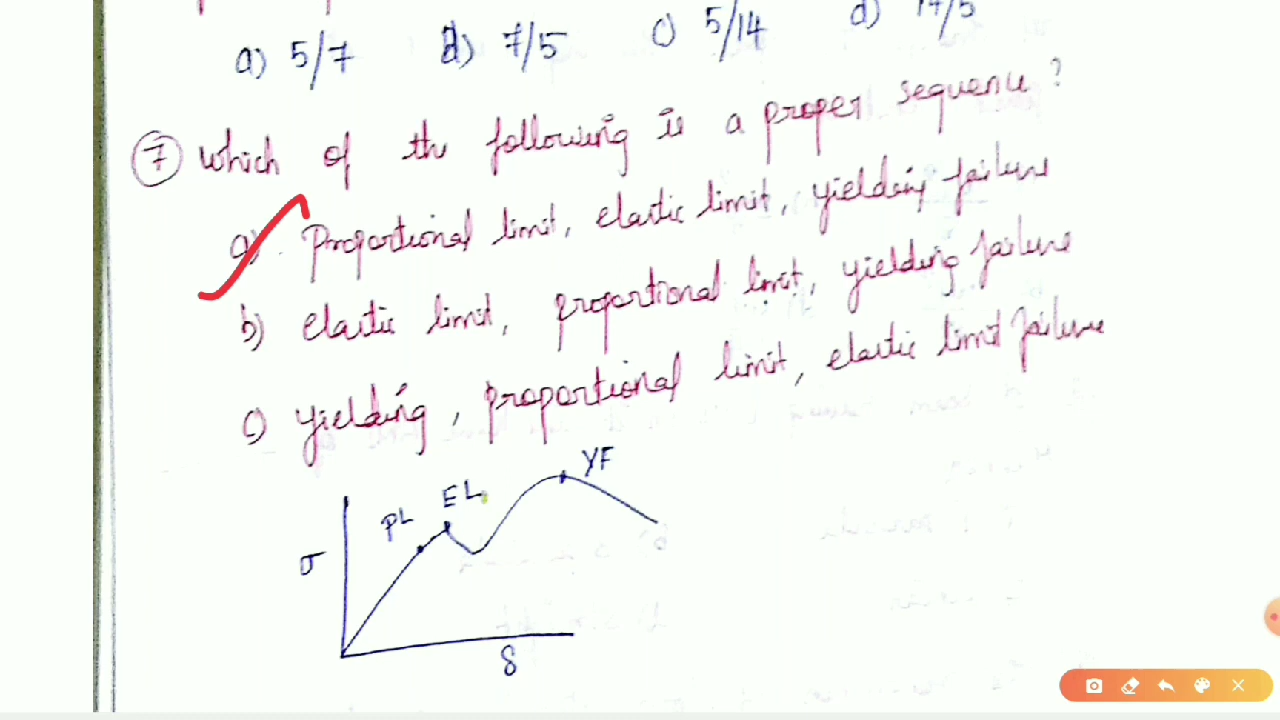 a) 5/7 b) 7/5 c) 5/14 d) 14/5
7 Which of the following is a proper sequence?
a) Proportional limit, elastic limit, yielding failure
b) Elastic limit, proportional limit, yielding failure
c) yielding, proportional limit, elastic limit failure
YF
EL
PL
σ
δ